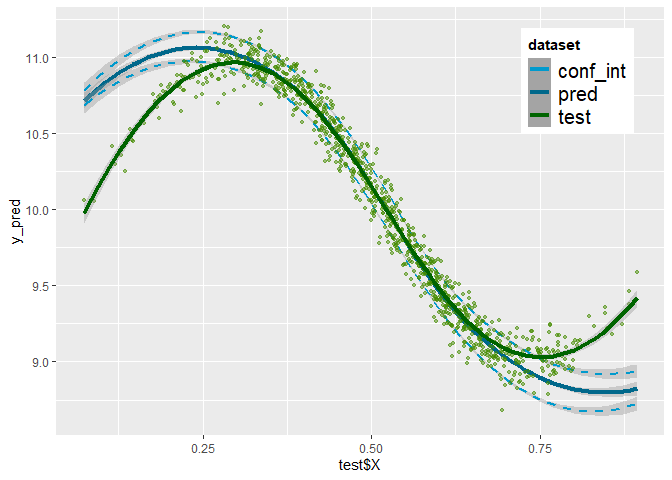 11.0
10.5
10.0
9.5
9.0
y_pred
0.25
0.50
0.75
test$X
dataset
conf_int
pred
test